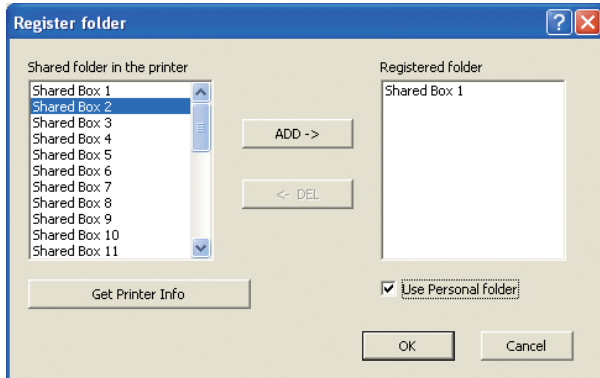 Register folder
Shared folder in the printer
Shared Box 1
Shared Box 2
Shared Box 3
Shared Box 4
Shared Box 5
Shared Box 6
Shared Box 7
Shared Box 8
Shared Box 9
Shared Box 10
Shared Box 11
ADD ->
<- DEL
Registered folder
Shared Box 1
Get Printer Info
Use Personal folder
OK
Cancel